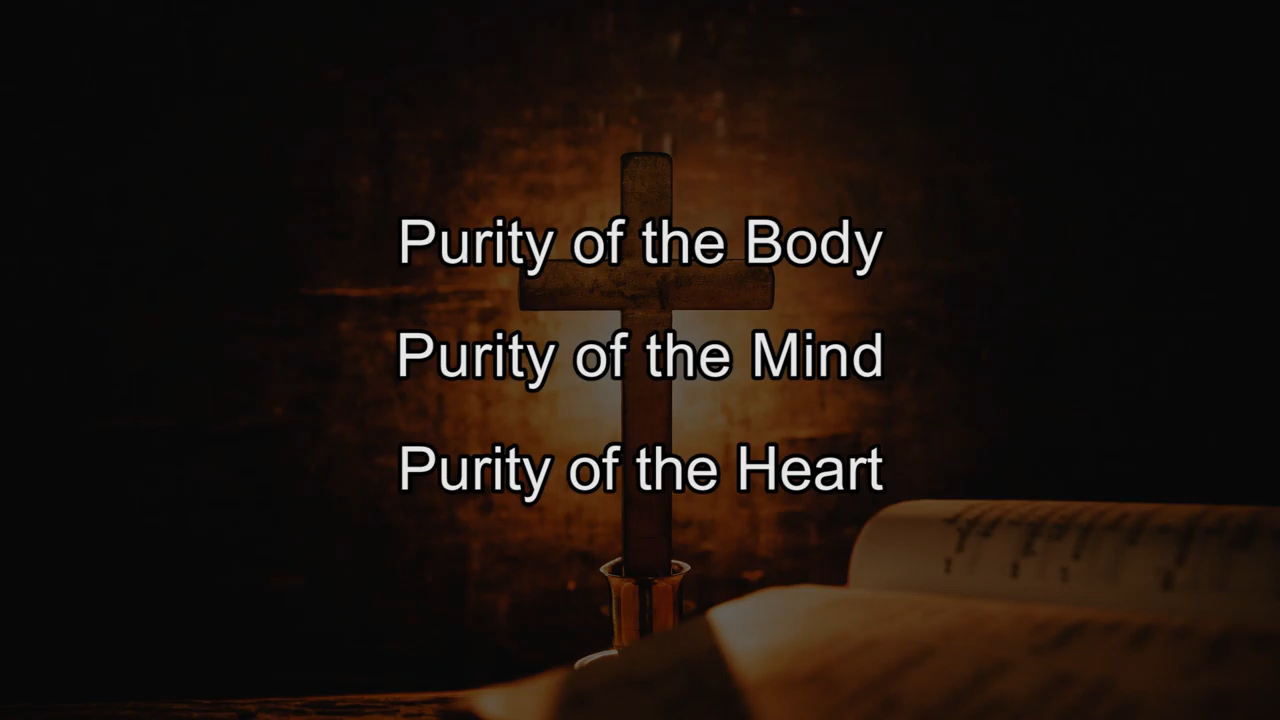 Purity of the Body
Purity of the Mind
Purity of the Heart